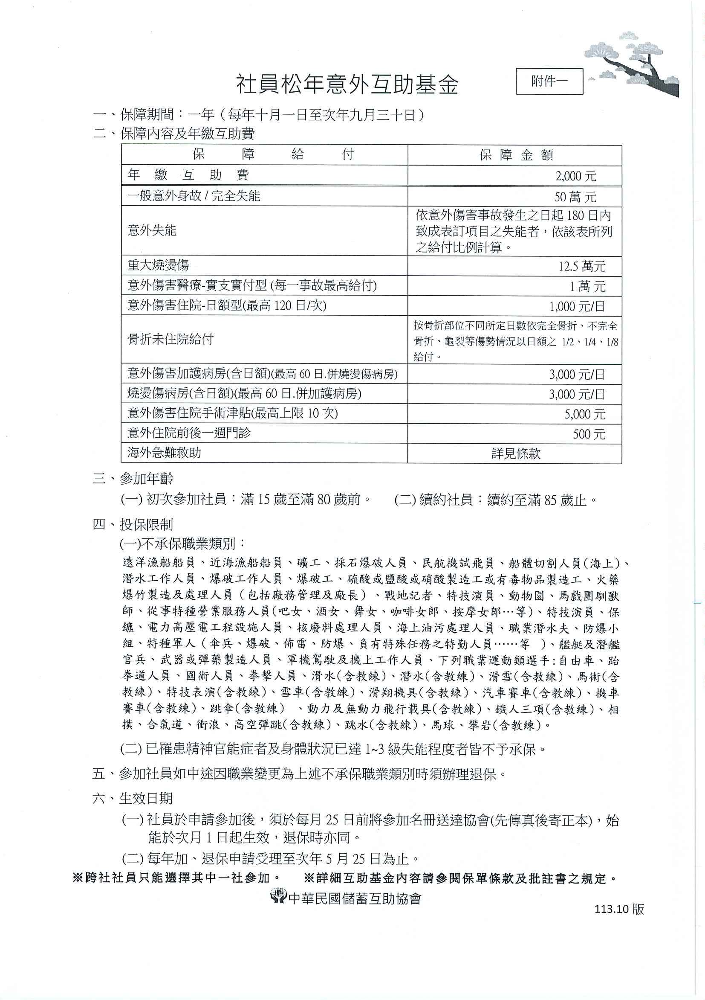 社員松年意外互助基金
附件一
一、保障期間：一年（每年十月一日至次年九月三十日）
二、保障內容及年繳互助費
保障給付 保障金額
年繳互助費 2,000 元
一般意外身故 / 完全失能 50 萬 元
意外失能 依意外傷害事故發生之日起 180 日內
致成表訂項目之失能者，依該表所列
之給付比例計算。
重大燒燙傷 12.5 萬元
意外傷害醫療-實支實付型 (每一事故最高給付) 1 萬 元
意外傷害住院-日額型(最高 120 日/次) 1,000 元/日
骨折未住院給付 按骨折部位不同所定日數依完全骨折、不完全
骨折、龜裂等傷勢情況以日額之 1/2、1/4、1/8
給付。
意外傷害加護病房(含日額)(最高 60 日.併燒燙傷病房) 3,000 元/日
燒燙傷病房(含日額)(最高 60 日.併加護病房) 3,000 元/日
意外傷害住院手術津貼(最高上限 10 次) 5,000 元
意外住院前後一週門診 500 元
海外急難救助 詳見條款
三、參加年齡
(一) 初次參加社員：滿 15 歲至滿 80 歲前。 (二) 續約社員：續約至滿 85 歲止。
四、投保限制
(一)不承保職業類別：
遠洋漁船船員、近海漁船船員、礦工、採石爆破人員、民航機試飛員、船體切割人員(海上)、
潛水工作人員、爆破工作人員、爆破工、硫酸或鹽酸或硝酸製造工或有毒物品製造工、火藥
爆竹製造及處理人員（包括廠務管理及廠長）、戰地記者、特技演員、動物園、馬戲團馴獸
師、從事特種營業服務人員(吧女、酒女、舞女、咖啡女郎、按摩女郎…等)、特技演員、保
鑣、電力高壓電工程設施人員、核廢料處理人員、海上油污處理人員、職業潛水夫、防爆小
組、特種軍人（傘兵、爆破、佈雷、防爆、負有特殊任務之特勤人員……等 ）、艦艇及潛艦
官兵、武器或彈藥製造人員、軍機駕駛及機上工作人員、下列職業運動類選手:自由車、跆
拳道人員、國術人員、拳擊人員、滑水(含教練)、潛水(含教練)、滑雪(含教練)、馬術(含
教練)、特技表演(含教練)、雪車(含教練)、滑翔機具(含教練)、汽車賽車(含教練)、機車
賽車(含教練)、跳傘(含教練) 、動力及無動力飛行載具(含教練)、鐵人三項(含教練)、相
撲、合氣道、衝浪、高空彈跳(含教練)、跳水(含教練)、馬球、攀岩(含教練)。
(二) 已罹患精神官能症者及身體狀況已達 1~3 級失能程度者皆不予承保。
五、參加社員如中途因職業變更為上述不承保職業類別時須辦理退保。
六、生效日期
(一) 社員於申請參加後，須於每月 25 日前將參加名冊送達協會(先傳真後寄正本)，始
能於次月 1 日起生效，退保時亦同。
(二) 每年加、退保申請受理至次年 5 月 25 日為止。
※跨社社員只能選擇其中一社參加。 ※詳細互助基金內容請參閱保單條款及批註書之規定。
中華民國儲蓄互助協會
113.10 版